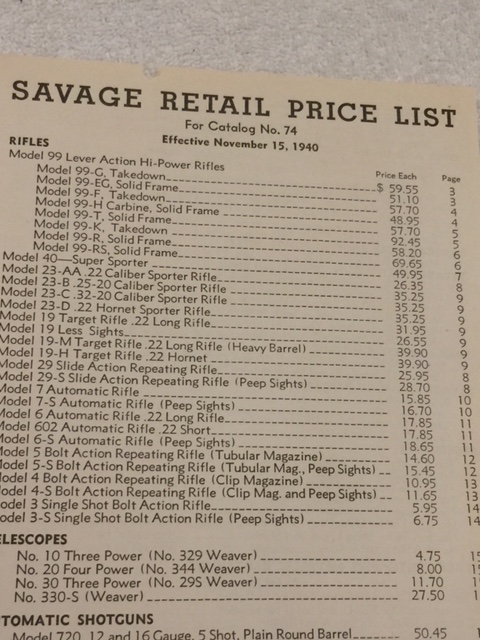 SAVAGE RETAIL PRICE LIST
For Catalog No. 74
Effective November 15, 1940
RIFLES
Model 99 Lever Action Hi-Power Rifles Price Each Page
Model 99-G, Takedown $ 59.55 3
Model 99-EG, Solid Frame 51.10 3
Model 99-F, Takedown 57.70 4
Model 99-H Carbine, Solid Frame 48.95 4
Model 99-T, Solid Frame 57.70 5
Model 99-K, Takedown 92.45 5
Model 99-R, Solid Frame 58.20 6
Model 99-RS, Solid Frame 69.65 6
Model 40—Super Sporter 49.95 7
Model 23-AA .22 Caliber Sporter Rifle 26.35 8
Model 23-B .25-20 Caliber Sporter Rifle 35.25 9
Model 23-C .32-20 Caliber Sporter Rifle 35.25 9
Model 23-D .22 Hornet Sporter Rifle 35.25 9
Model 19 Target Rifle .22 Long Rifle 31.95 9
Model 19 Less Sights 26.55 9
Model 19-M Target Rifle .22 Long Rifle (Heavy Barrel) 39.90 9
Model 19-H Target Rifle .22 Hornet 39.90 9
Model 29 Slide Action Repeating Rifle 25.95 8
Model 29-S Slide Action Repeating Rifle (Peep Sights) 28.70 8
Model 7 Automatic Rifle 15.85 10
Model 7-S Automatic Rifle (Peep Sights) 16.70 10
Model 6 Automatic Rifle .22 Long Rifle 17.85 11
Model 602 Automatic Rifle .22 Short 17.85 11
Model 6-S Automatic Rifle (Peep Sights) 18.65 11
Model 5 Bolt Action Repeating Rifle (Tubular Magazine) 14.60 12
Model 5-S Bolt Action Repeating Rifle (Tubular Mag., Peep Sights) 15.45 12
Model 4 Bolt Action Repeating Rifle (Clip Magazine) 10.95 13
Model 4-S Bolt Action Repeating Rifle (Clip Mag. and Peep Sights) 11.65 13
odel 3 Single Shot Bolt Action Rifle 5.95 14
odel 3-S Single Shot Bolt Action Rifle (Peep Sights) 6.75 14
ELESCOPES
No. 10 Three Power (No. 329 Weaver) 4.75
No. 20 Four Power (No. 344 Weaver) 8.00
No. 30 Three Power (No. 29S Weaver) 11.70
No. 330-S (Weaver) 27.50
TOMATIC SHOTGUNS
Model 720, 12 and 16 Gauge, 5 Shot, Plain Round Barrel 50.45